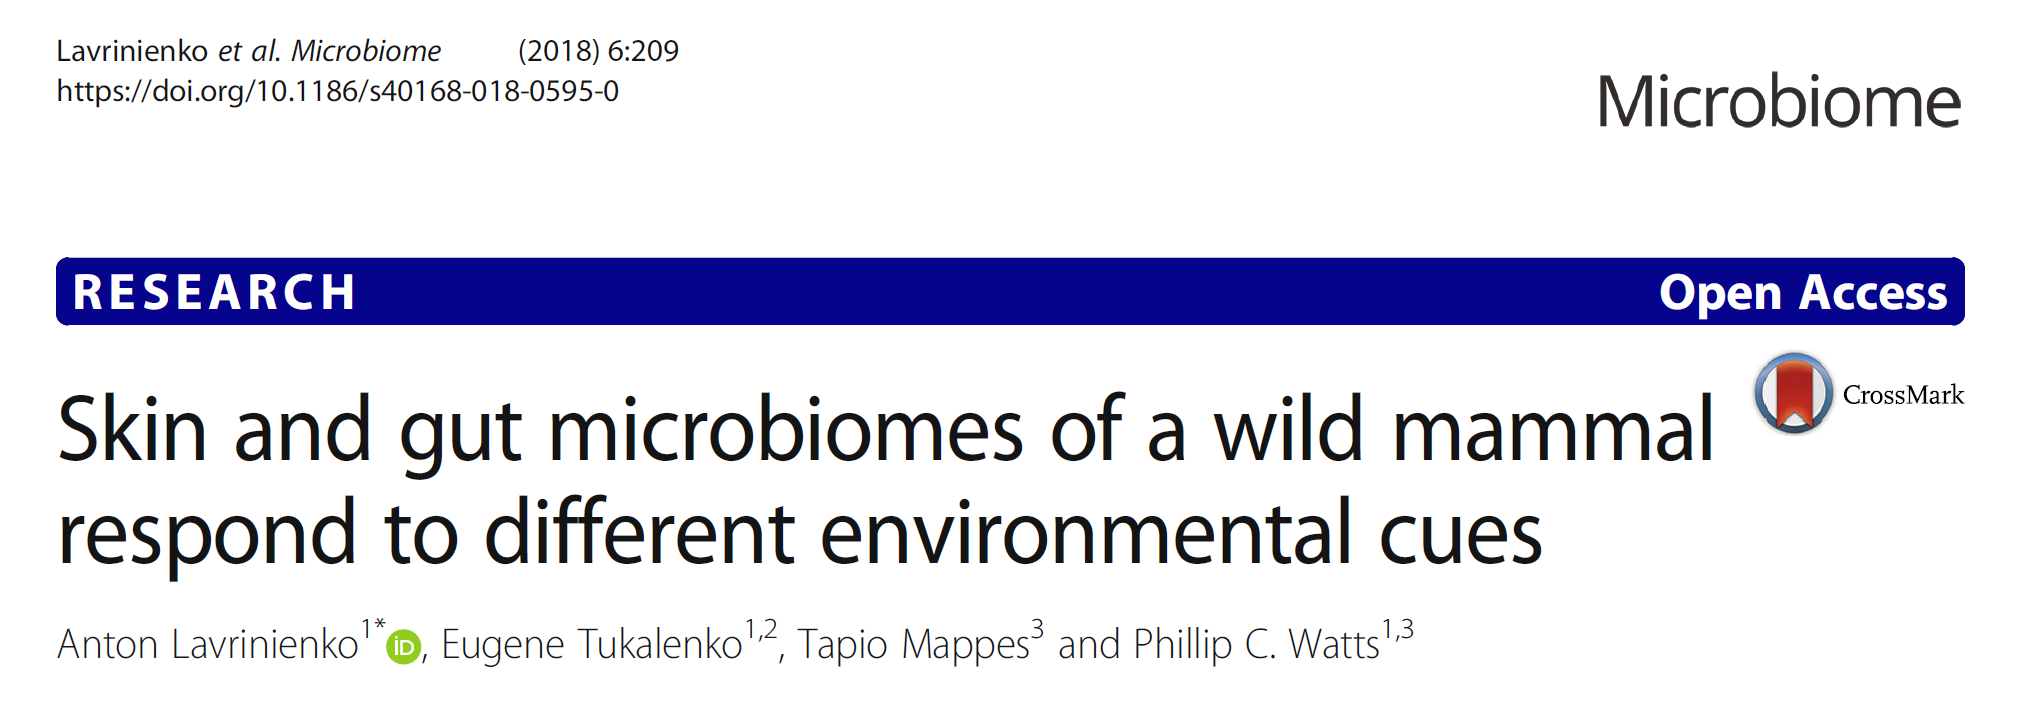 Lavrinienko et al. Microbiome (2018) 6:209
https://doi.org/10.1186/s40168-018-0595-0
Microbiome
RESEARCH Open Access
Skin and gut microbiomes of a wild mammal
CrossMark
respond to different environmental cues
Anton Lavrinienko1* iD, Eugene Tukalenko1,2, Tapio Mappes3 and Phillip C. Watts1,3